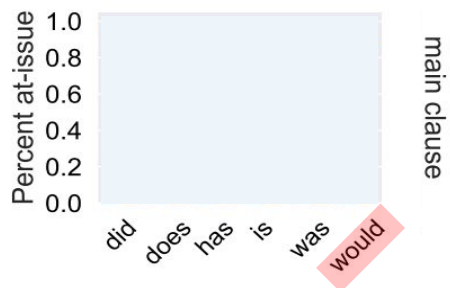 Percent at-issue
1.0
0.8
0.6
0.4
0.2
0.0
did
does
has
is
was
would
main clause